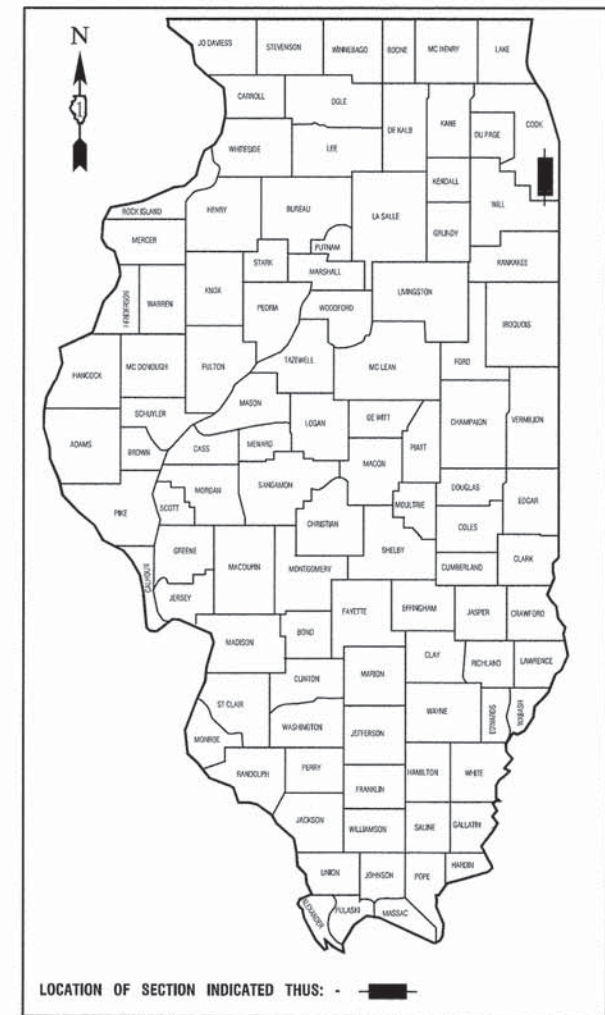 N
JO DAVIESS STEVENSON WINNEBAGO BOONE MC HENRY LAKE
CARROLL OGLE DE KALB KANE DU PAGE COOK
WHITESIDE LEE KENDALL WILL
ROCK ISLAND HENRY BUREAU LA SALLE GRUNDY
MERCER PUTNAM KANKAKEE
STARK MARSHALL
HENDERSON WARREN KNOX PEORIA WOODFORD LIVINGSTON IROQUOIS
HANCOCK MC DONOUGH FULTON TAZEWELL MC LEAN FORD
SCHUYLER MASON LOGAN DE WITT CHAMPAIGN VERMILION
ADAMS BROWN CASS MENARD MACON PIATT
PIKE SCOTT MORGAN SANGAMON CHRISTIAN MOULTRIE DOUGLAS EDGAR
COLES
CALHOUN GREENE MACOUPIN MONTGOMERY SHELBY CUMBERLAND CLARK
JERSEY FAYETTE EFFINGHAM JASPER CRAWFORD
MADISON BOND
CLAY RICHLAND LAWRENCE
CLINTON MARION
ST CLAIR WAYNE EDWARDS WABASH
WASHINGTON JEFFERSON
MONROE
RANDOLPH PERRY HAMILTON WHITE
FRANKLIN
JACKSON WILLIAMSON SALINE GALLATIN
UNION JOHNSON POPE HARDIN
ALEXANDER PULASKI MASSAC
LOCATION OF SECTION INDICATED THUS: -